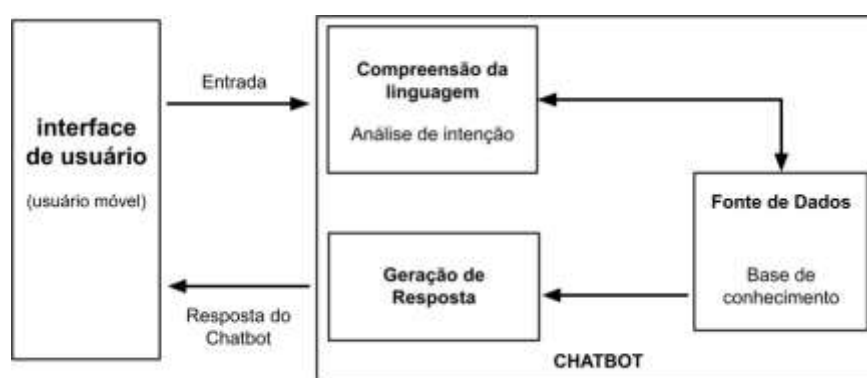 interface
de usuário
(usuário móvel)
Entrada
Resposta do
Chatbot
Compreensão da
linguagem
Análise de intenção
Geração de
Resposta
Fonte de Dados
Base de
conhecimento
CHATBOT